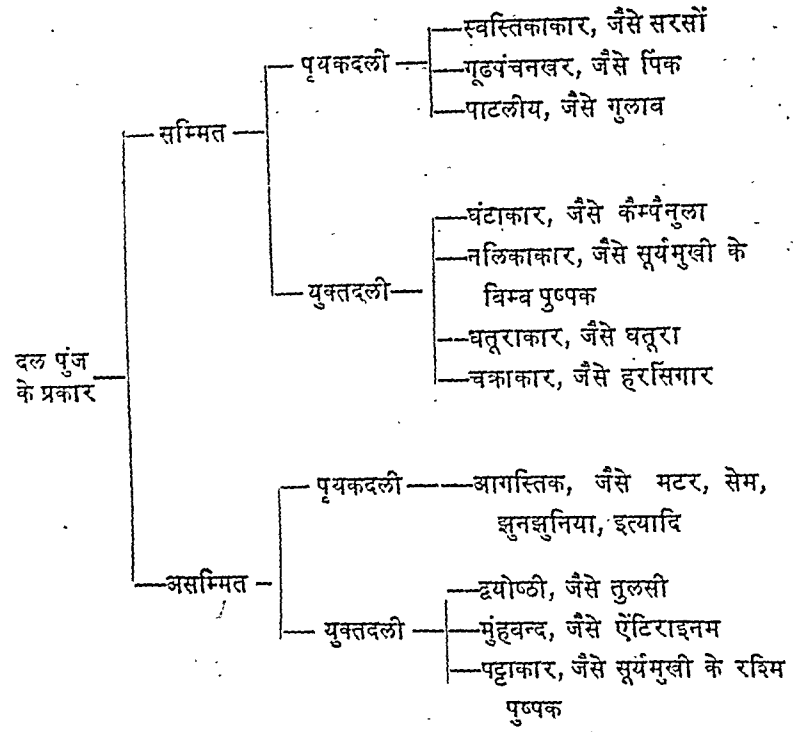 स्वस्तिकाकार, जैसे सरसों
पृथकदली
गूढपंचनखर, जैसे पिंक
पाटलीय, जैसे गुलाब
सम्मित
घंटाकार, जैसे कैम्पैनुला
नलिकाकार, जैसे सूर्यमुखी के
बिम्ब पुष्पक
युक्तदली
धतूराकार, जैसे धतूरा
चक्राकार, जैसे हरसिंगार
दल पुंज
के प्रकार
पृथकदली
आगस्तिक, जैसे मटर, सेम,
झुनझुनिया, इत्यादि
असम्मित
द्वयोष्ठी, जैसे तुलसी
युक्तदली
मुंहबन्द, जैसे ऐंटिराइनम
पट्टाकार, जैसे सूर्यमुखी के रश्मि
पुष्पक